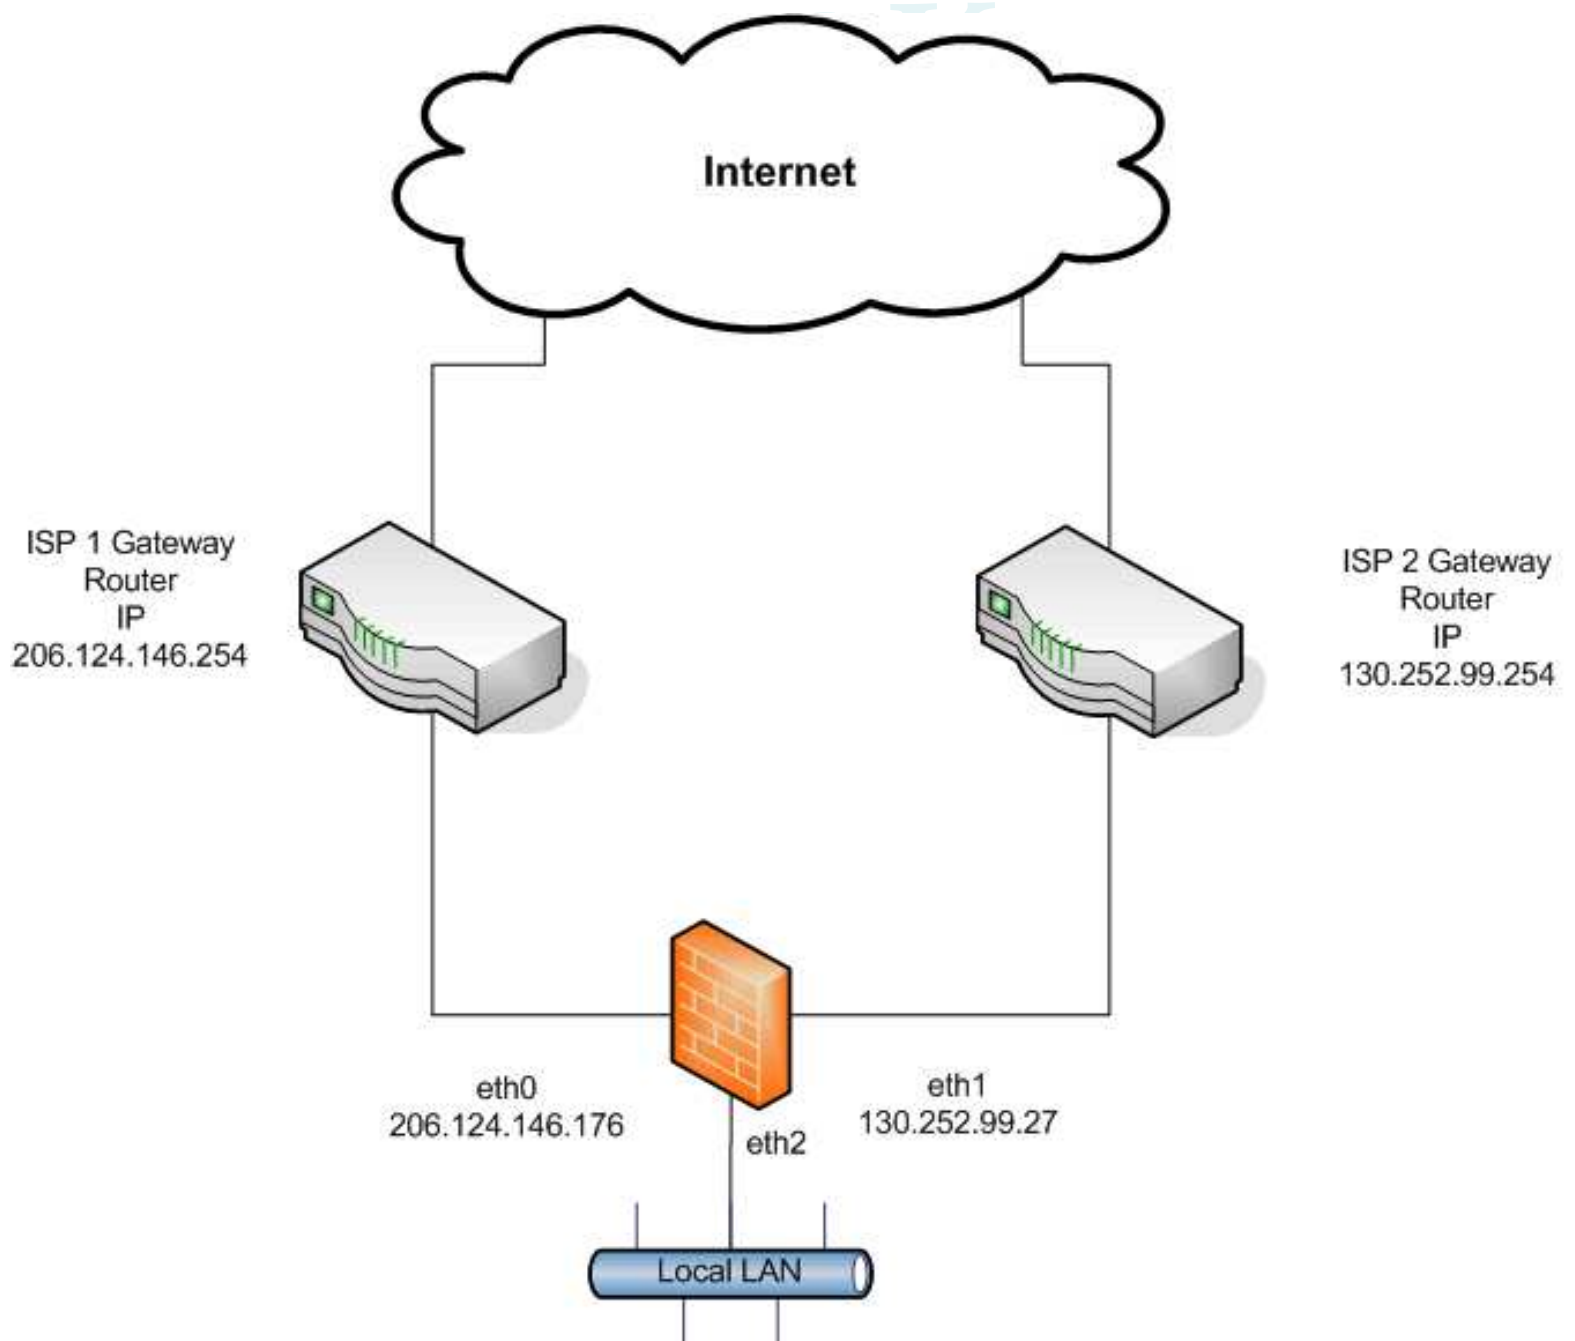 Internet
ISP 1 Gateway
Router
IP
206.124.146.254
ISP 2 Gateway
Router
IP
130.252.99.254
eth0
206.124.146.176
eth1
130.252.99.27
eth2
Local LAN